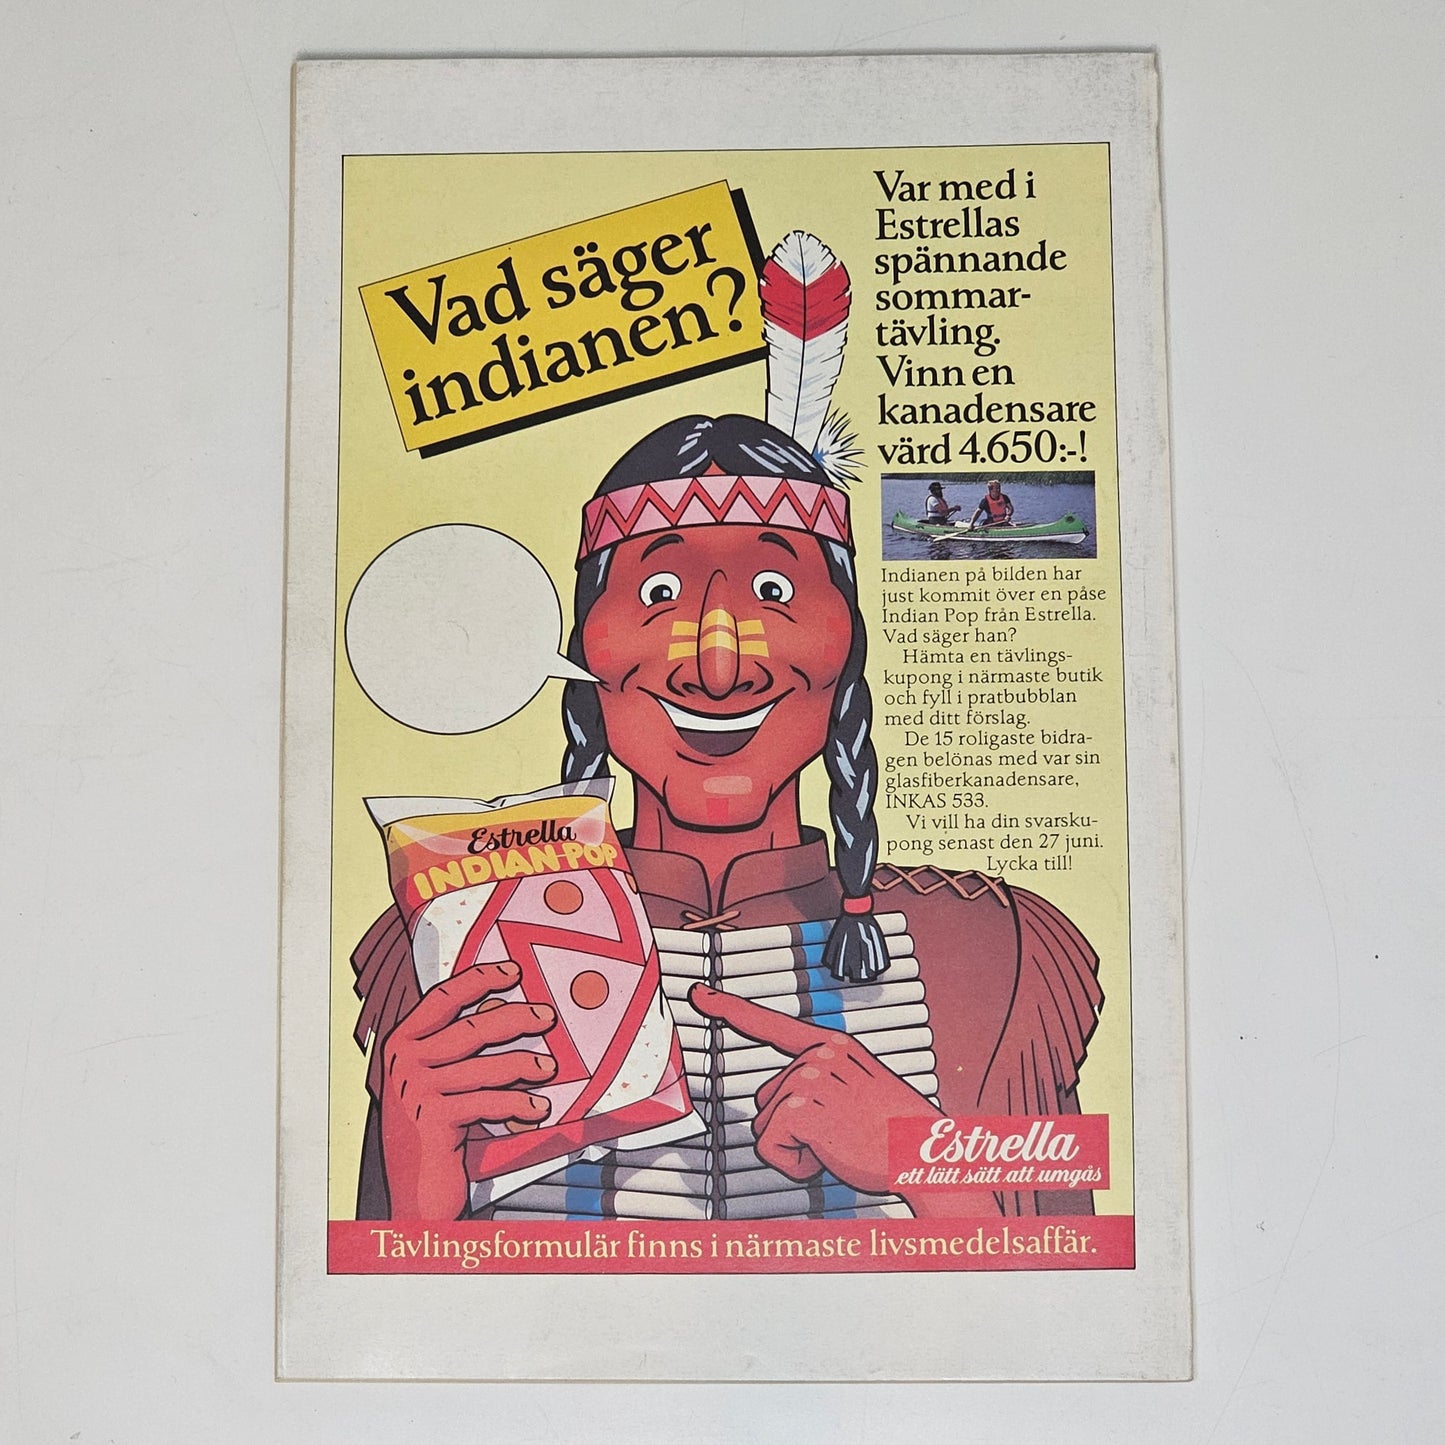 Vad säger
indianen?
Var med i
Estrellas
spännande
sommar-
tävling.
Vinn en
kanadensare
värd 4.650:-!
Indianen på bilden har
just kommit över en påse
Indian Pop från Estrella.
Vad säger han?
Hämta en tävlings-
kupong i närmaste butik
och fyll i pratbubblan
med ditt förslag.
De 15 roligaste bidra-
gen belönas med var sin
glasfiberkanadensare,
INKAS 533.
Vi vill ha din svarsku-
pong senast den 27 juni.
Lycka till!
Estrella
INDIAN-POP
Estrella
ett lätt sätt att umgås
Tävlingsformulär finns i närmaste livsmedelsaffär.